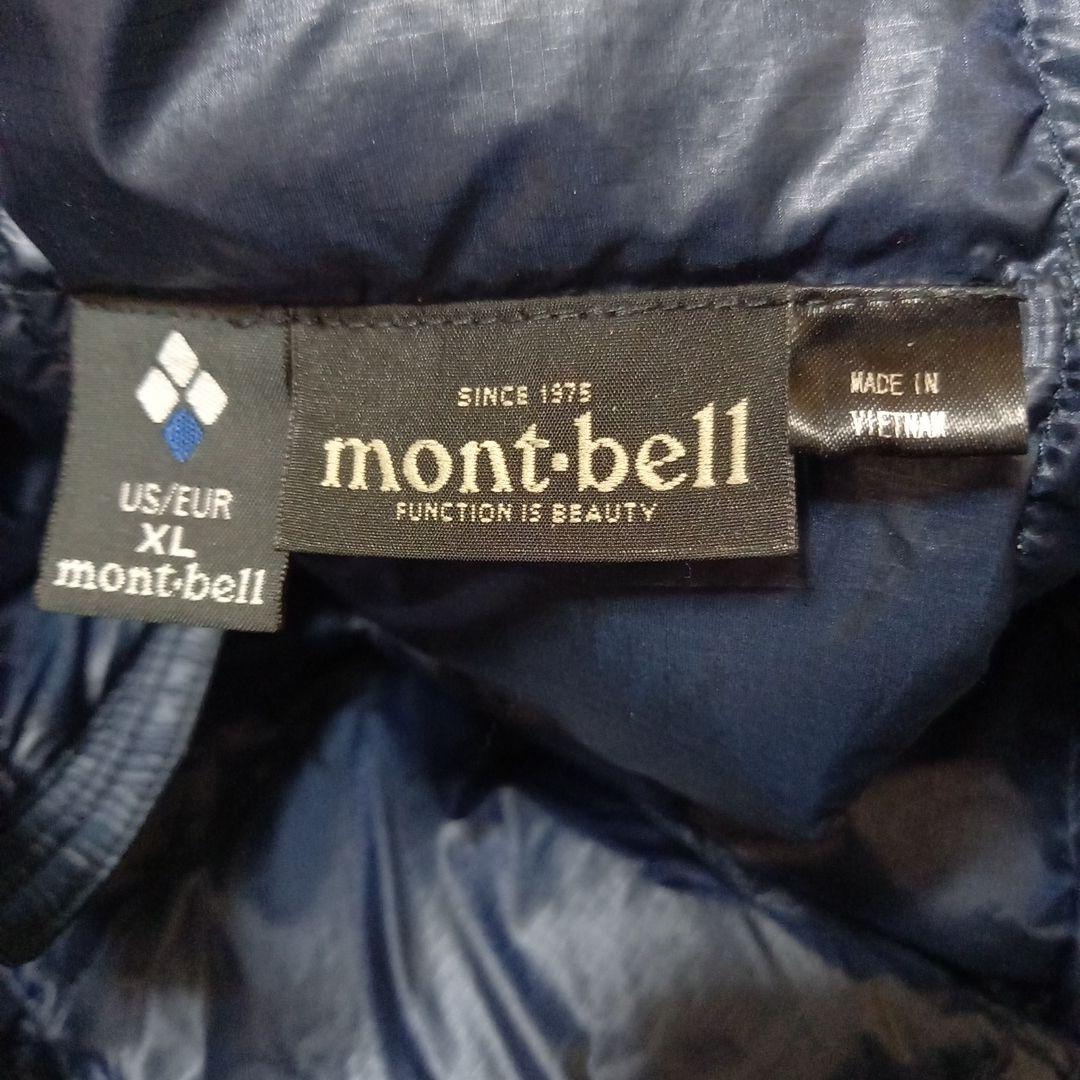 US/EUR
XL
mont·bell
SINCE 1975
mont·bell
FUNCTION IS BEAUTY
MADE IN
VIETNAM